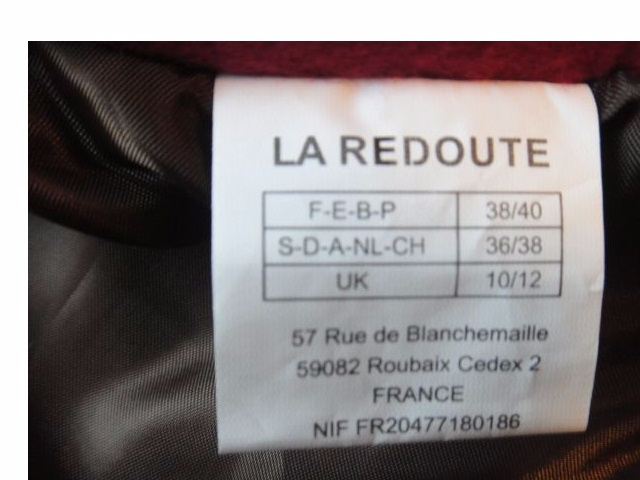 LA REDOUTE
F-E-B-P 38/40
S-D-A-NL-CH 36/38
UK 10/12
57 Rue de Blanchemaille
59082 Roubaix Cedex 2
FRANCE
NIF FR20477180186